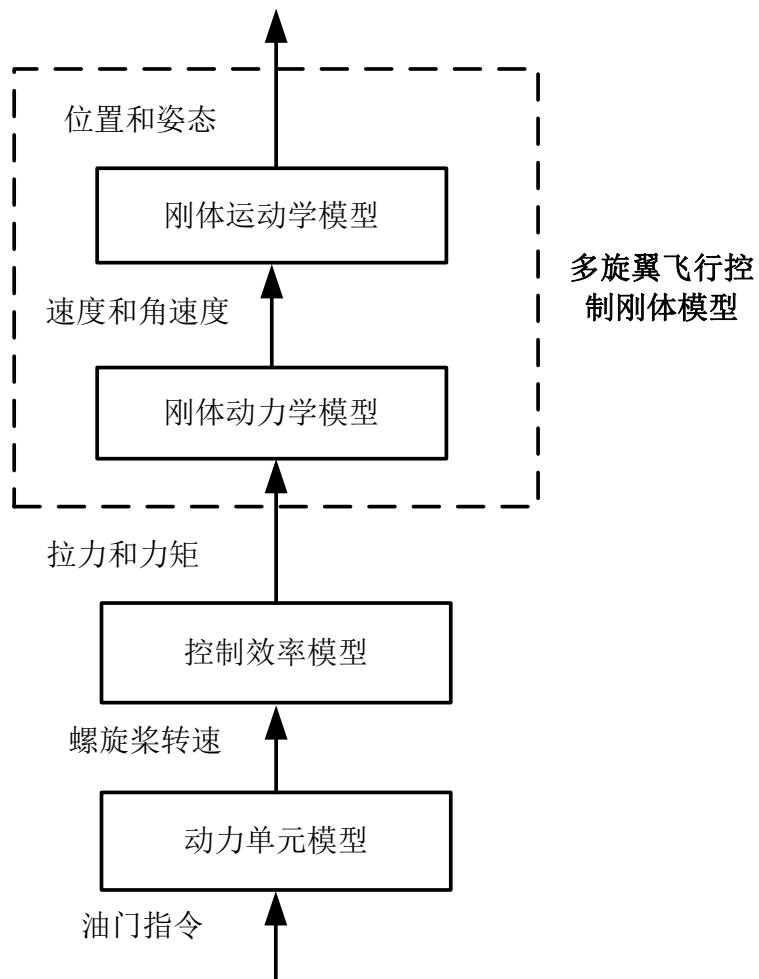 位置和姿态
刚体运动学模型
速度和角速度
多旋翼飞行控
制刚体模型
刚体动力学模型
拉力和力矩
控制效率模型
螺旋桨转速
动力单元模型
油门指令